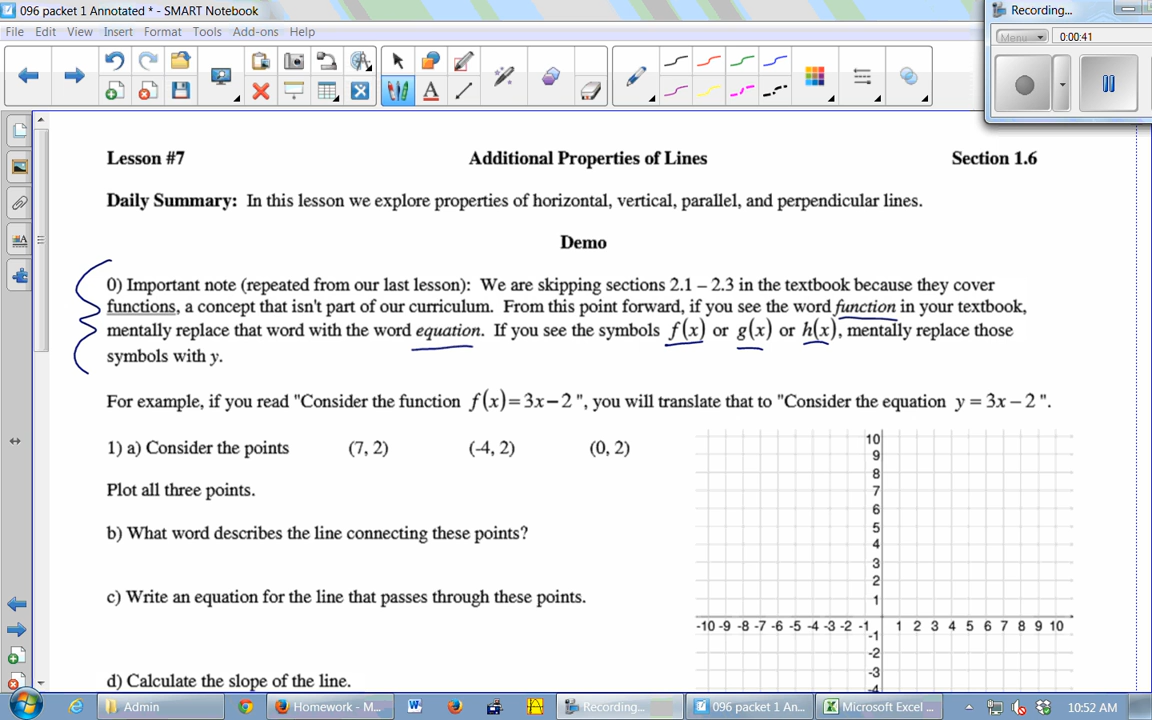 096 packet 1 Annotated * - SMART Notebook
Recording...
File Edit View Insert Format Tools Add-ons Help
Menu
0:00:41
Lesson #7 Additional Properties of Lines Section 1.6
Daily Summary: In this lesson we explore properties of horizontal, vertical, parallel, and perpendicular lines.
Demo
0) Important note (repeated from our last lesson): We are skipping sections 2.1 – 2.3 in the textbook because they cover
functions, a concept that isn't part of our curriculum. From this point forward, if you see the word function in your textbook,
mentally replace that word with the word equation. If you see the symbols f(x) or g(x) or h(x), mentally replace those
symbols with y.
For example, if you read "Consider the function f(x)=3x−2", you will translate that to "Consider the equation y=3x−2".
1) a) Consider the points (7, 2) (-4, 2) (0, 2)
Plot all three points.
b) What word describes the line connecting these points?
c) Write an equation for the line that passes through these points.
d) Calculate the slope of the line.
10
9
8
7
6
5
4
3
2
1
-10 -9 -8 -7 -6 -5 -4 -3 -2 -1 1 2 3 4 5 6 7 8 9 10
-1
-2
-3
-4
Admin
Homework - M...
Recording...
096 packet 1 An...
Microsoft Excel ...
10:52 AM